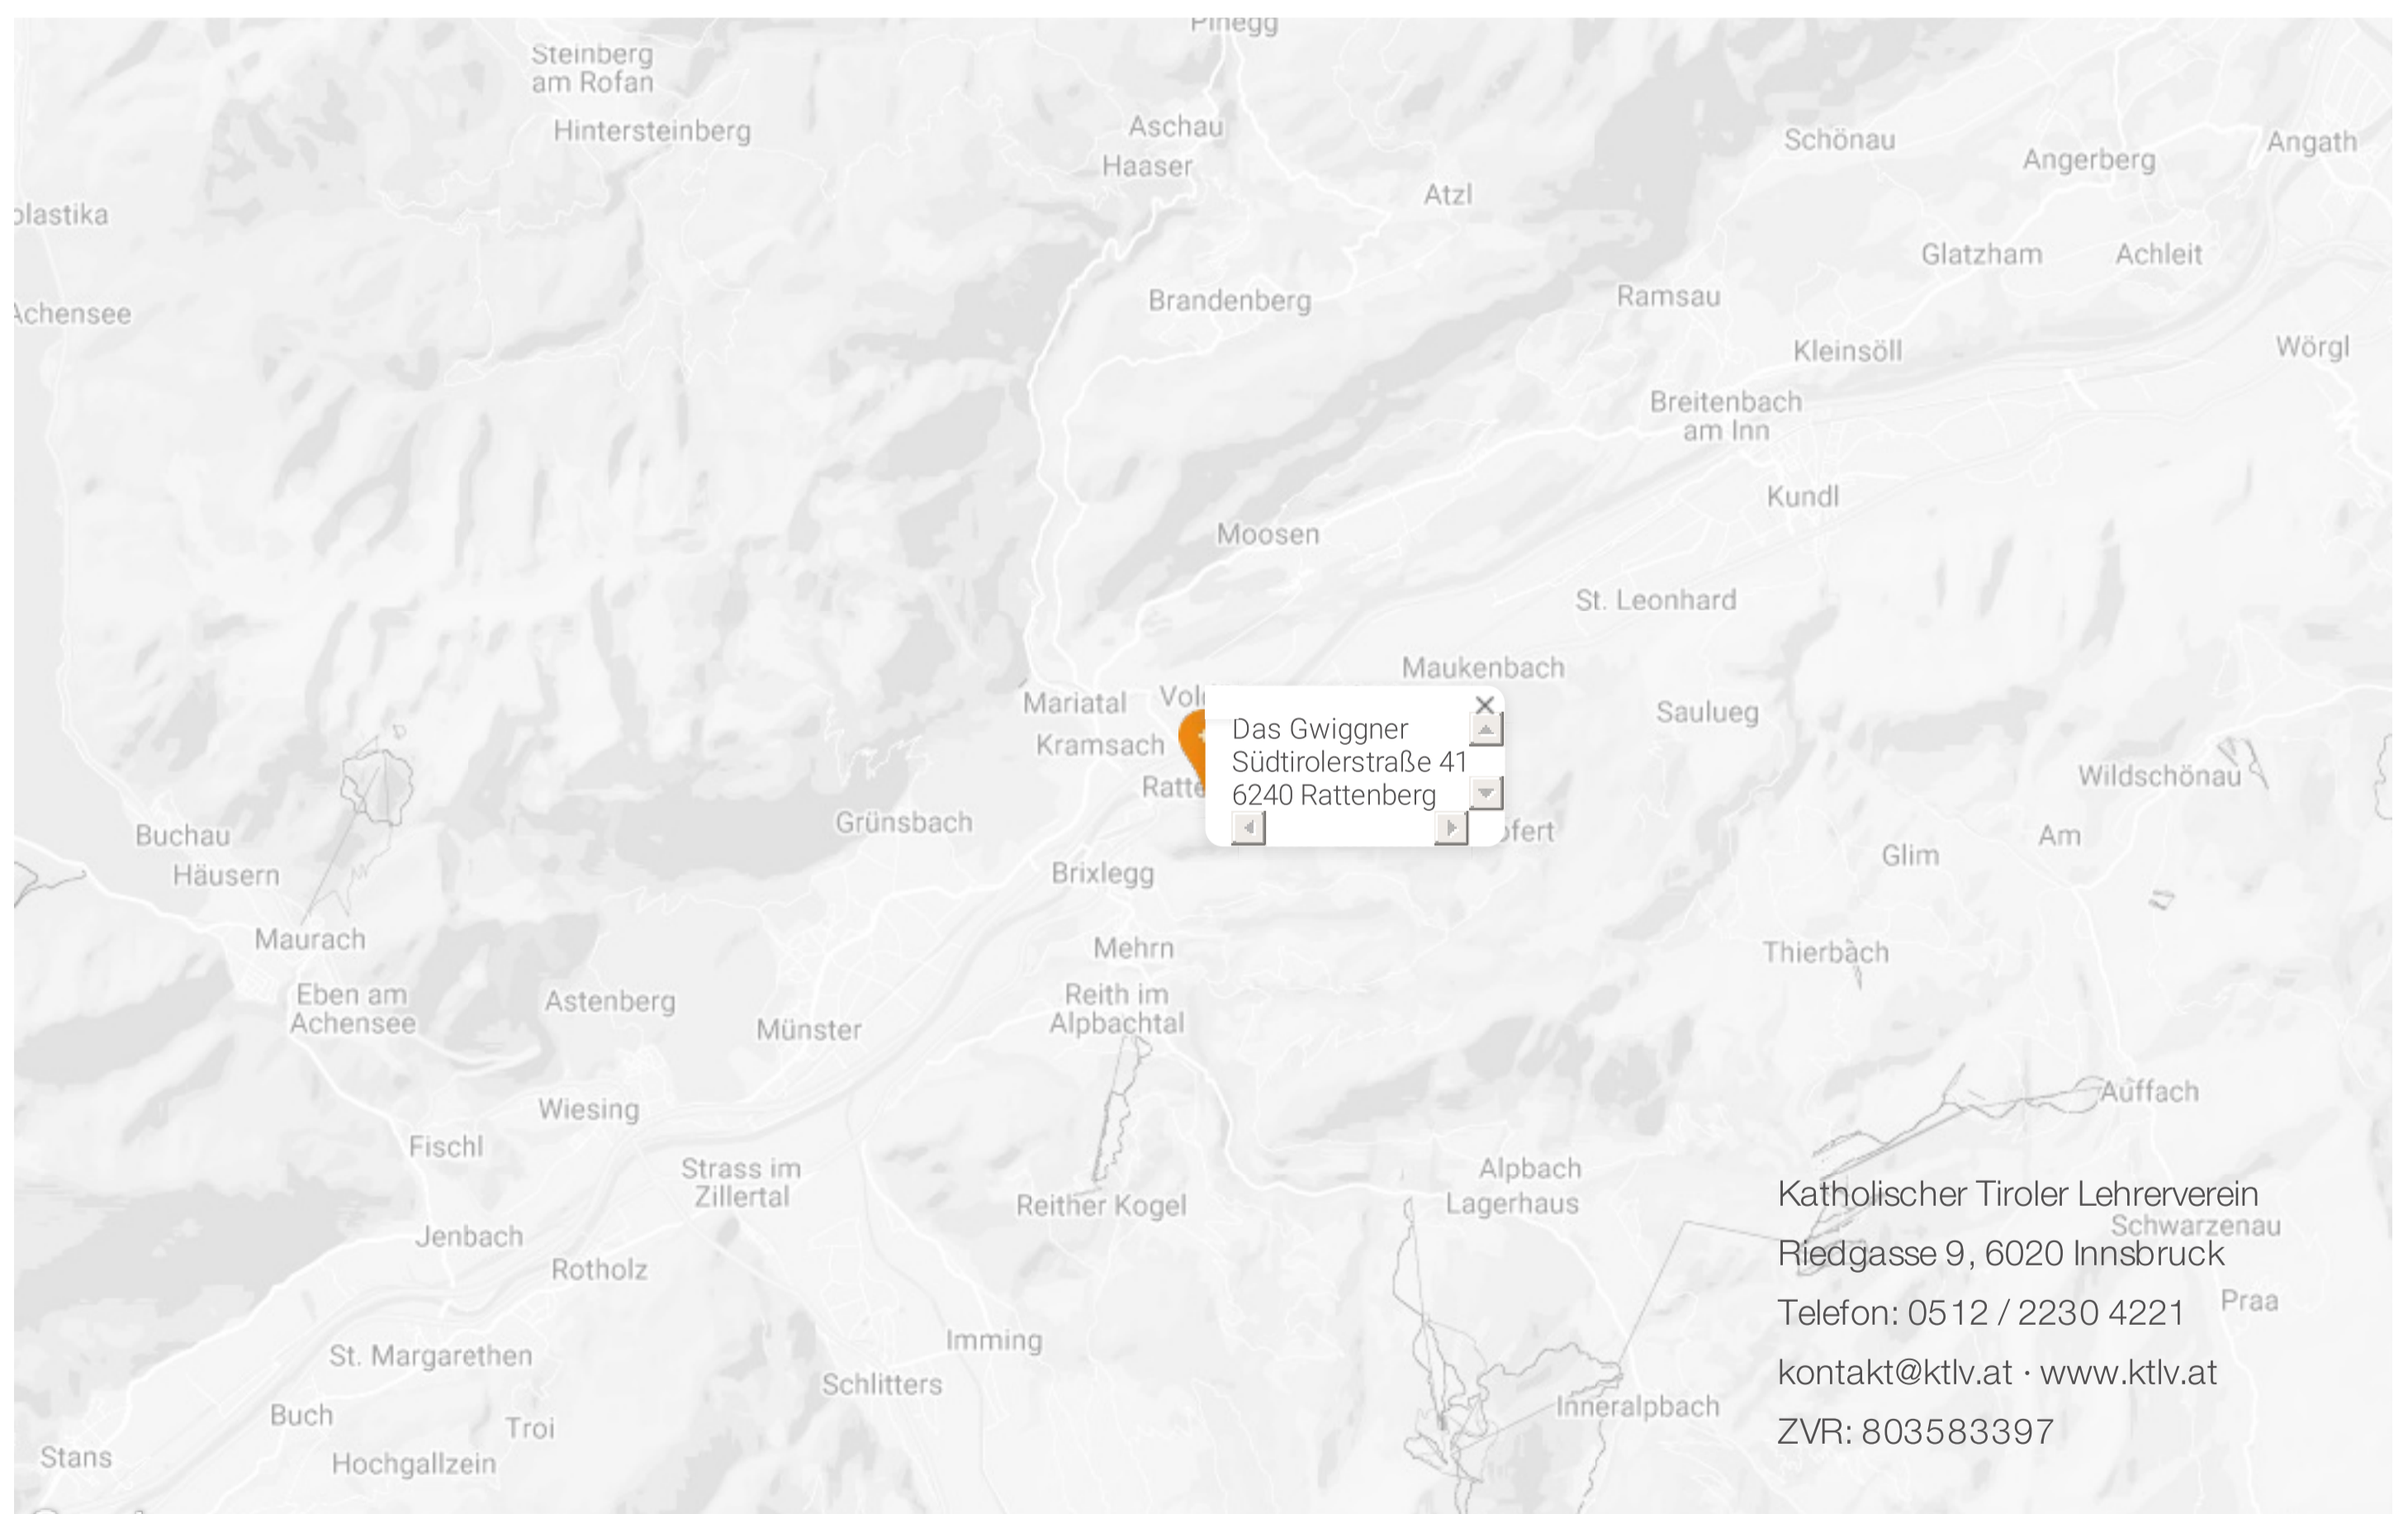 Pinegg
Steinberg
am Rofan
Hintersteinberg
Aschau
Haaser
Schönau
Angerberg
Angath
Atzl
Glatzham
Achleit
Achensee
Brandenberg
Ramsau
Kleinsöll
Wörgl
Breitenbach
am Inn
Kundl
Moosen
St. Leonhard
Maukenbach
Mariatal
Saulueg
Kramsach
Das Gwiggner
Südtirolerstraße 41
6240 Rattenberg
Wildschönau
Grünsbach
Buchau
Am
Glim
Häusern
Brixlegg
Maurach
Mehrn
Thierbach
Eben am
Achensee
Astenberg
Münster
Reith im
Alpbachtal
Auffach
Wiesing
Fischl
Strass im
Zillertal
Alpbach
Lagerhaus
Reither Kogel
Katholischer Tiroler Lehrerverein
Schwarzenau
Jenbach
Riedgasse 9, 6020 Innsbruck
Rotholz
Telefon: 0512 / 2230 4221
Praa
St. Margarethen
Imming
kontakt@ktlv.at · www.ktlv.at
Schlitters
Inneralpbach
Buch
Troi
ZVR: 803583397
Stans
Hochgallzein